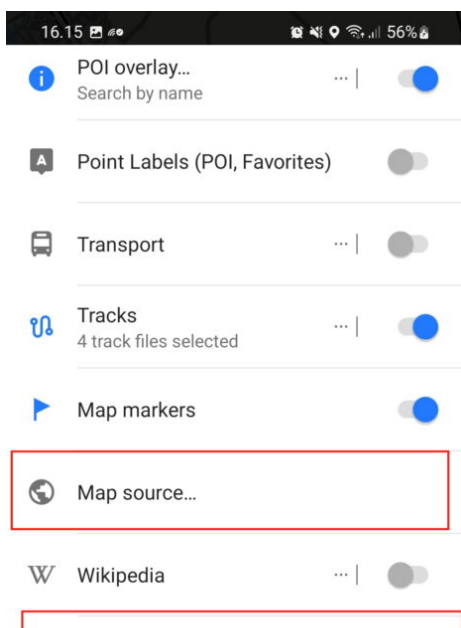 16.15 56%
POI overlay...
Search by name
A
Point Labels (POI, Favorites)
Transport
Tracks
4 track files selected
Map markers
Map source...
W Wikipedia